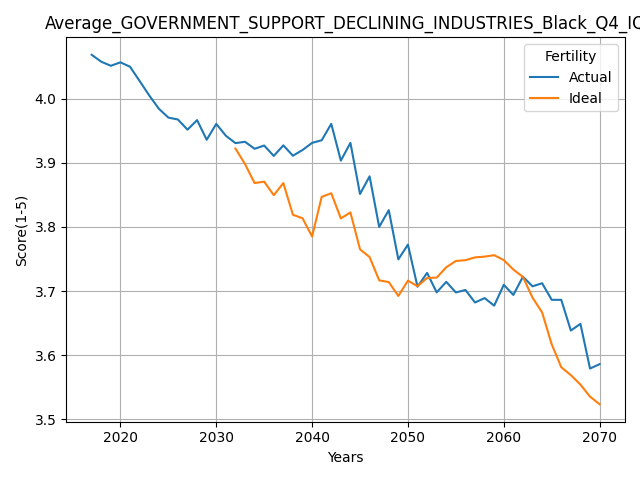 Average_GOVERNMENT_SUPPORT_DECLINING_INDUSTRIES_Black_Q4_IQ
Fertility
Actual
Ideal
Score(1-5)
4.0
3.9
3.8
3.7
3.6
3.5
2020 2030 2040 2050 2060 2070
Years